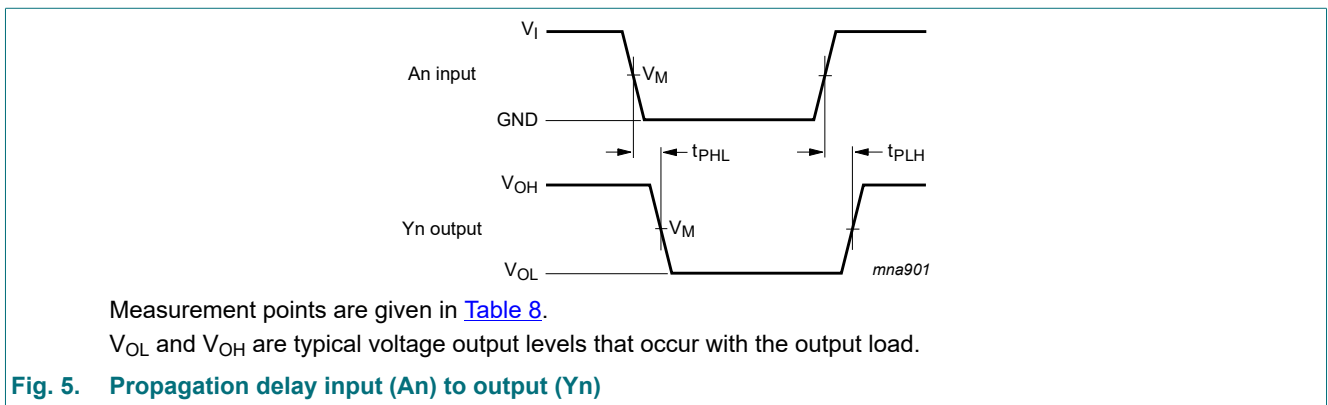 V_I
An input
V_M
GND
t_PHL
t_PLH
V_OH
Yn output
V_M
V_OL
mna901
Measurement points are given in Table 8.
V_OL and V_OH are typical voltage output levels that occur with the output load.
Fig. 5. Propagation delay input (An) to output (Yn)